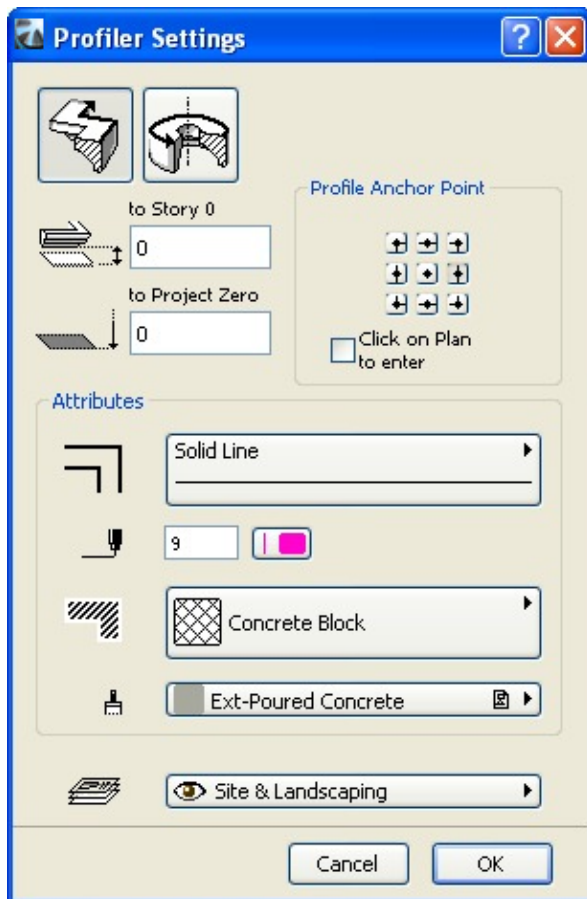 Profiler Settings
?
to Story 0
0
to Project Zero
0
Profile Anchor Point
Click on Plan
to enter
Attributes
Solid Line
9
Concrete Block
Ext-Poured Concrete
Site & Landscaping
Cancel
OK